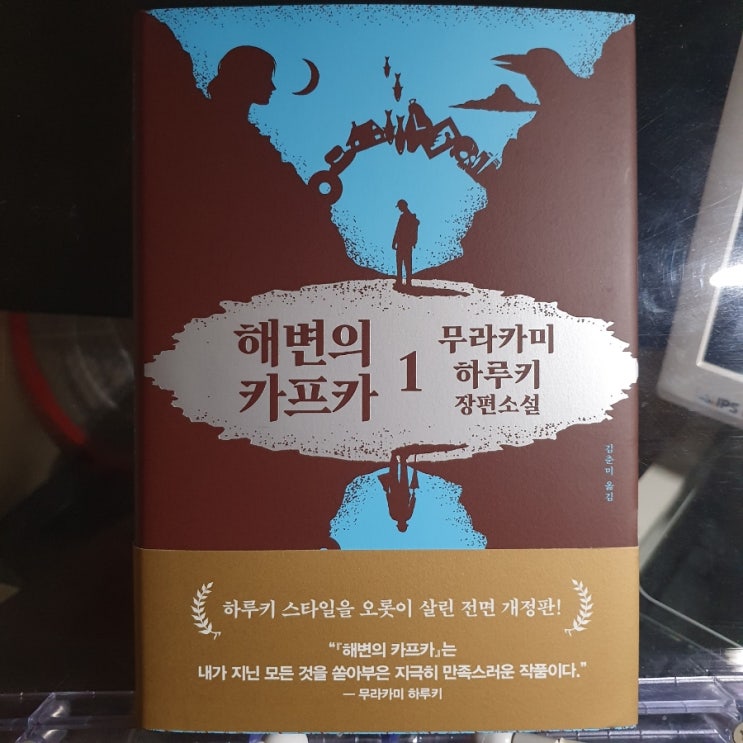 해변의
카프카
1
무라카미
하루키
장편소설
김춘미 옮김
하루키 스타일을 오롯이 살린 전면 개정판!
“『해변의 카프카』는
내가 지닌 모든 것을 쏟아부은 지극히 만족스러운 작품이다.”
— 무라카미 하루키
IPS